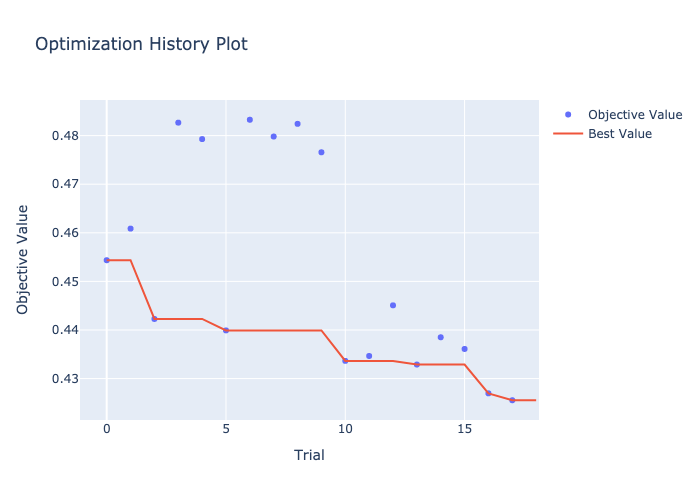 Optimization History Plot
Objective Value
Best Value
0.48
0.47
0.46
0.45
0.44
0.43
Objective Value
0
5
10
15
Trial